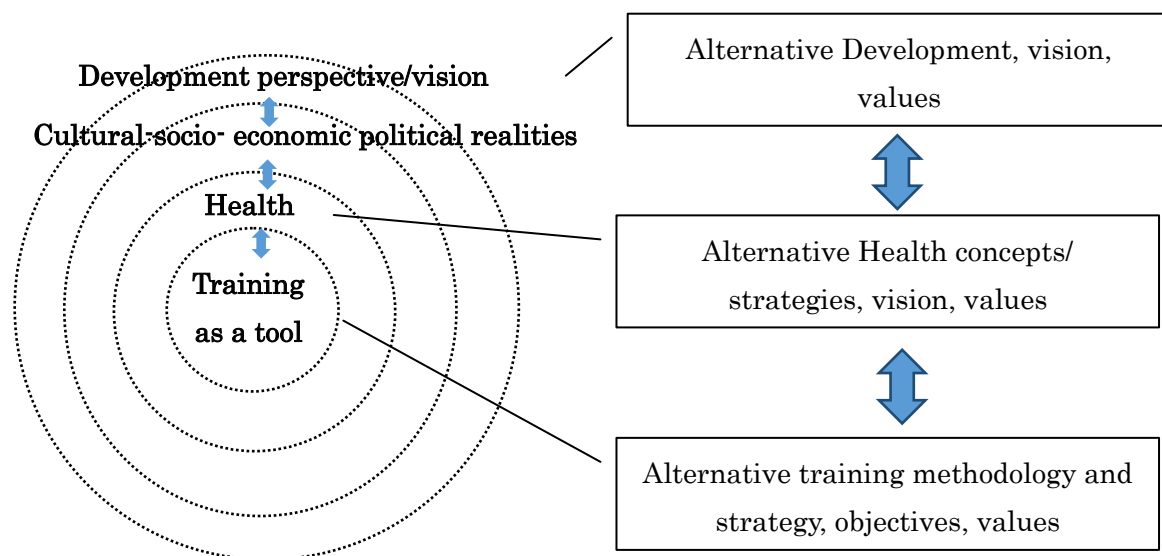 Development perspective/vision
Cultural-socio- economic political realities
Health
Training
as a tool
Alternative Development, vision,
values
Alternative Health concepts/
strategies, vision, values
Alternative training methodology and
strategy, objectives, values